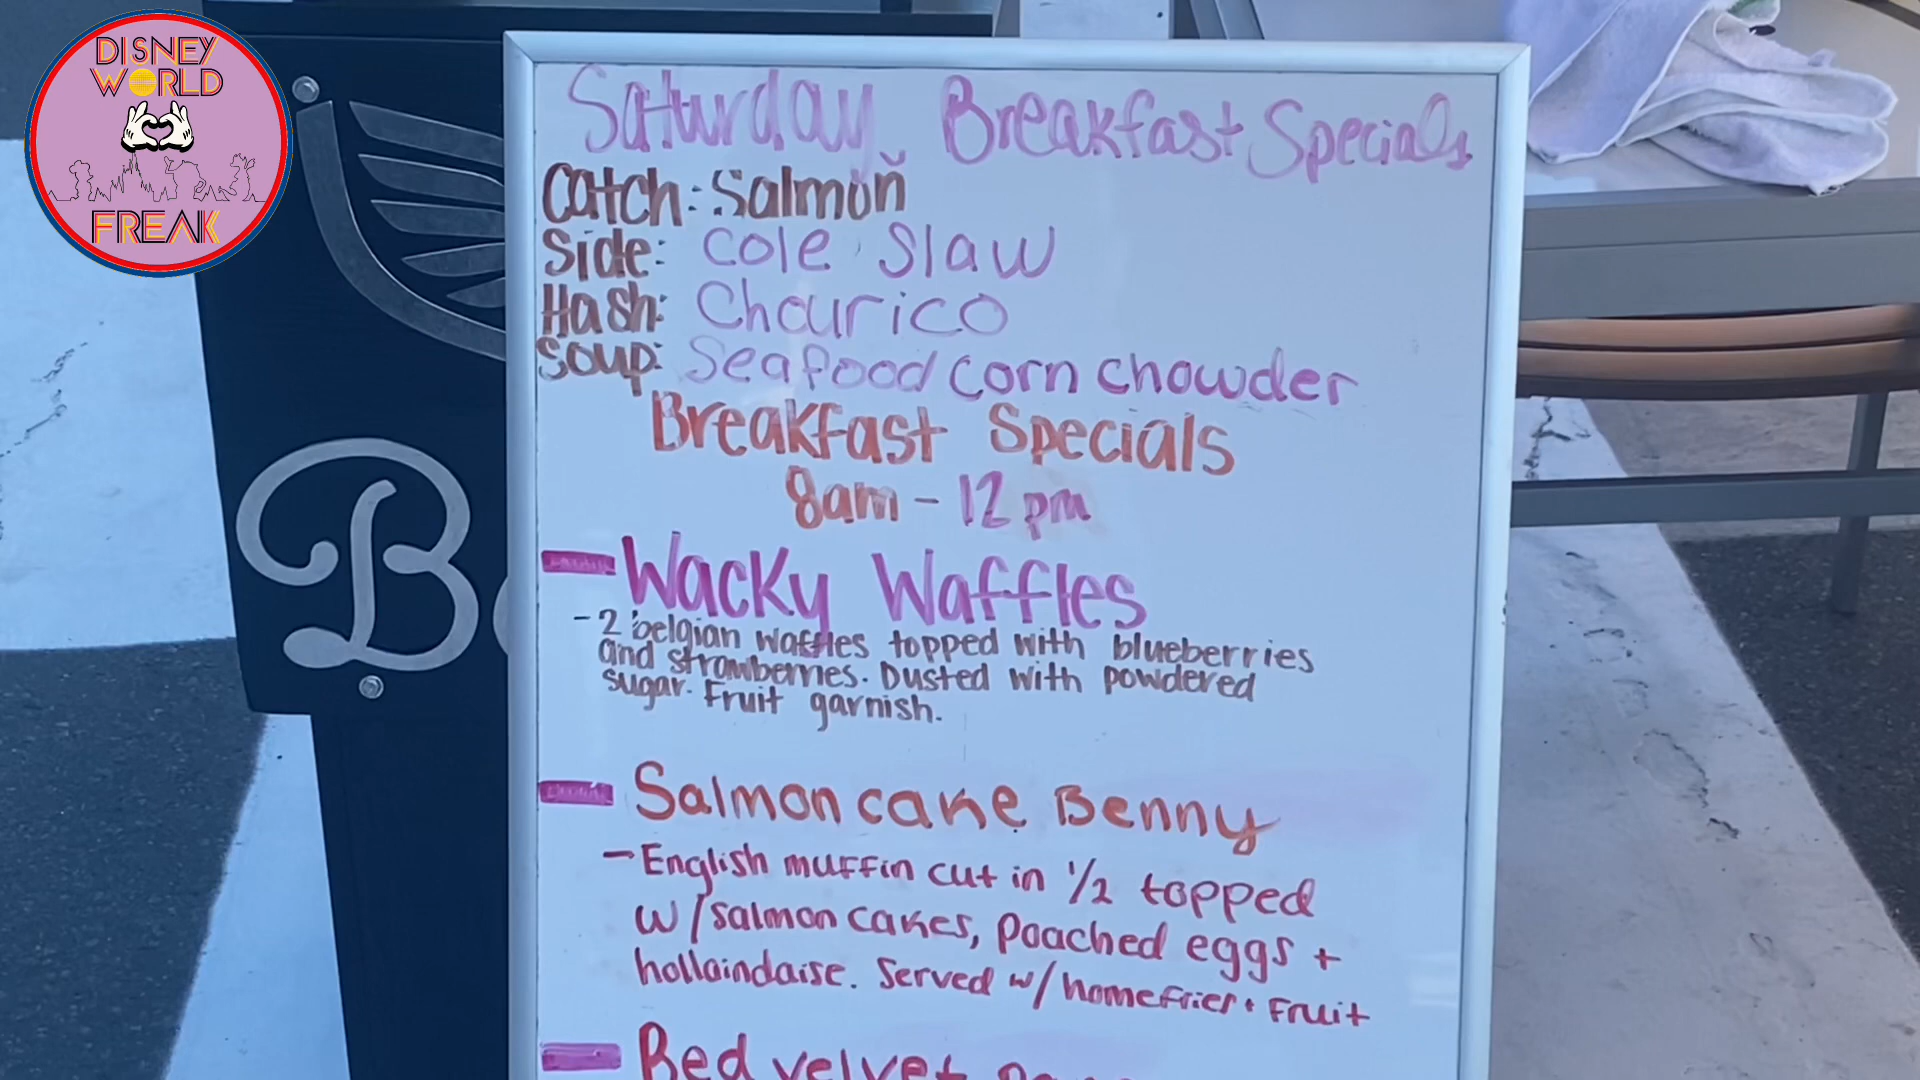 DISNEY
WORLD
FREAK
Saturday Breakfast Specials
Catch: Salmon
Side: Cole Slaw
Hash: Chourico
Soup: Seafood Corn Chowder
Breakfast Specials
8am - 12pm
Wacky Waffles
- 2 belgian waffles topped with blueberries
and strawberries. Dusted with powdered
sugar. Fruit garnish.
Salmon cake Benny
- English muffin cut in 1/2 topped
w/salmon cakes, poached eggs +
hollaindaise. Served w/ homefries + Fruit
Red velvet
B